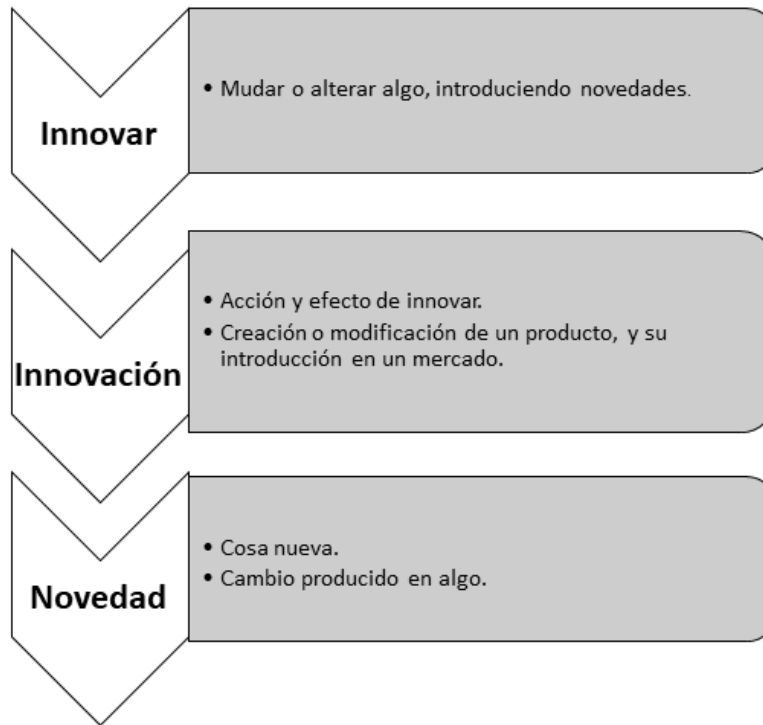 Innovar
• Mudar o alterar algo, introduciendo novedades.
Innovación
• Acción y efecto de innovar.
• Creación o modificación de un producto, y su
introducción en un mercado.
Novedad
• Cosa nueva.
• Cambio producido en algo.